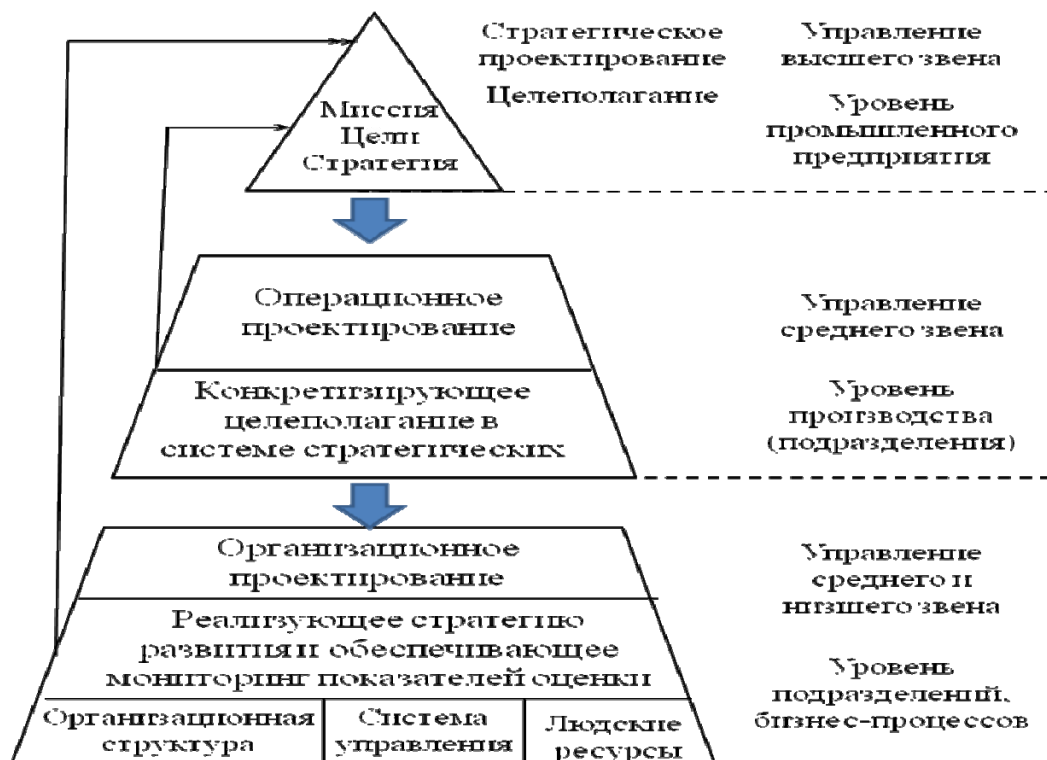 Стратегическое
проектирование
Целеполагание
Управление
высшего звена
Уровень
промышленного
предприятия
Миссия
Цели
Стратегия
Операционное
проектирование
Конкретизирующее
целеполагание в
системе стратегических
Управление
среднего звена
Уровень
производства
(подразделения)
Организационное
проектирование
Реализующее стратегию
развития и обеспечивающее
мониторинг показателей оценки
Организационная
структура
Система
управления
Людские
ресурсы
Управление
среднего и
низшего звена
Уровень
подразделений,
бизнес-процессов